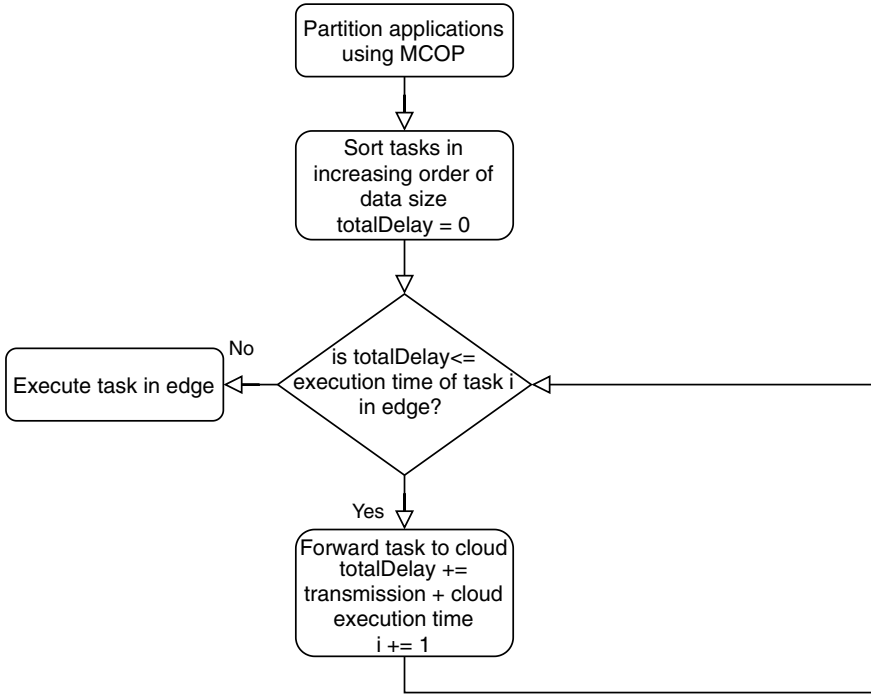 Partition applications
using MCOP
Sort tasks in
increasing order of
data size
totalDelay = 0
No
is totalDelay<=
execution time of task i
in edge?
Execute task in edge
Yes
Forward task to cloud
totalDelay +=
transmission + cloud
execution time
i += 1